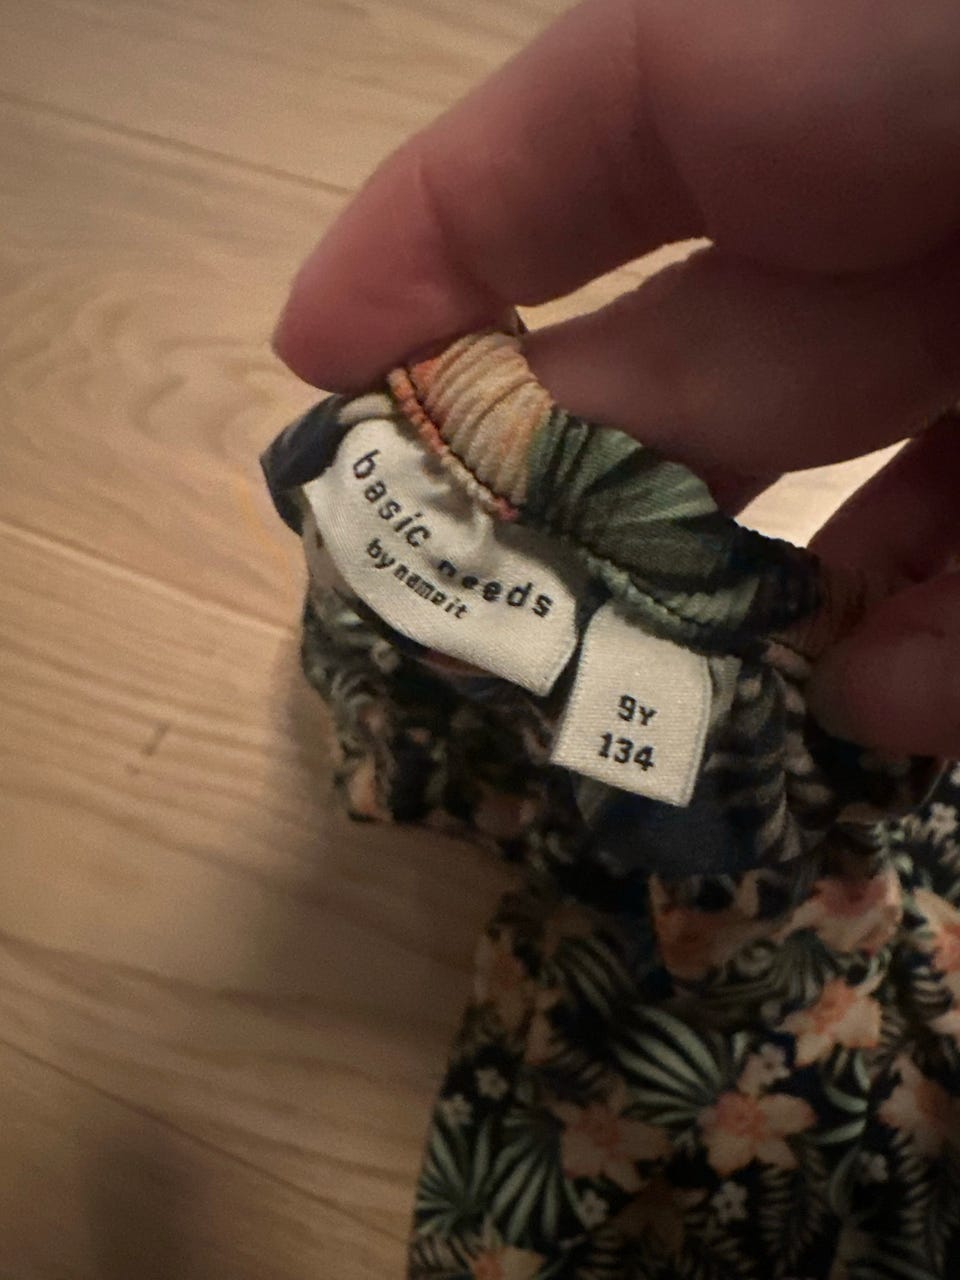 basic needs
by name it
9Y
134